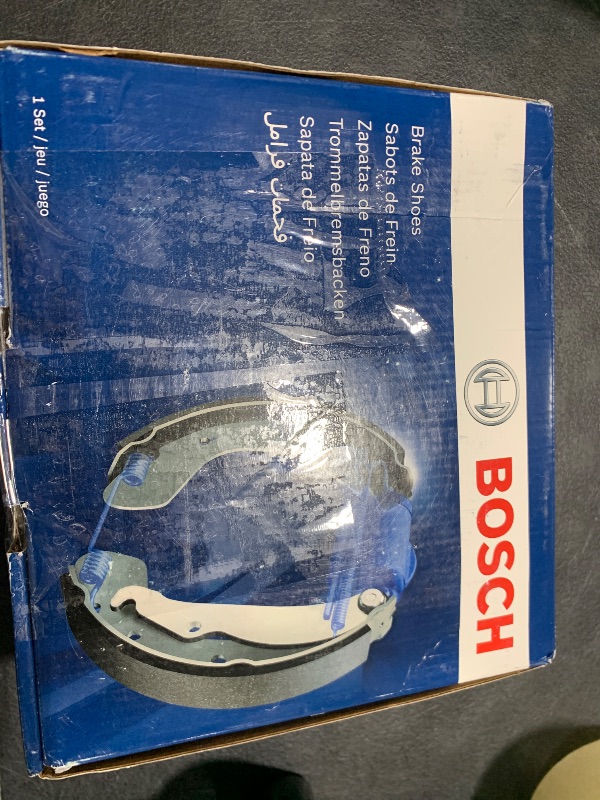 BOSCH
Brake Shoes
Sabots de Frein
Zapatas de Freno
Trommelbremsbacken
Sapata de Freio
فحمات فرامل
1 Set / jeu / juego